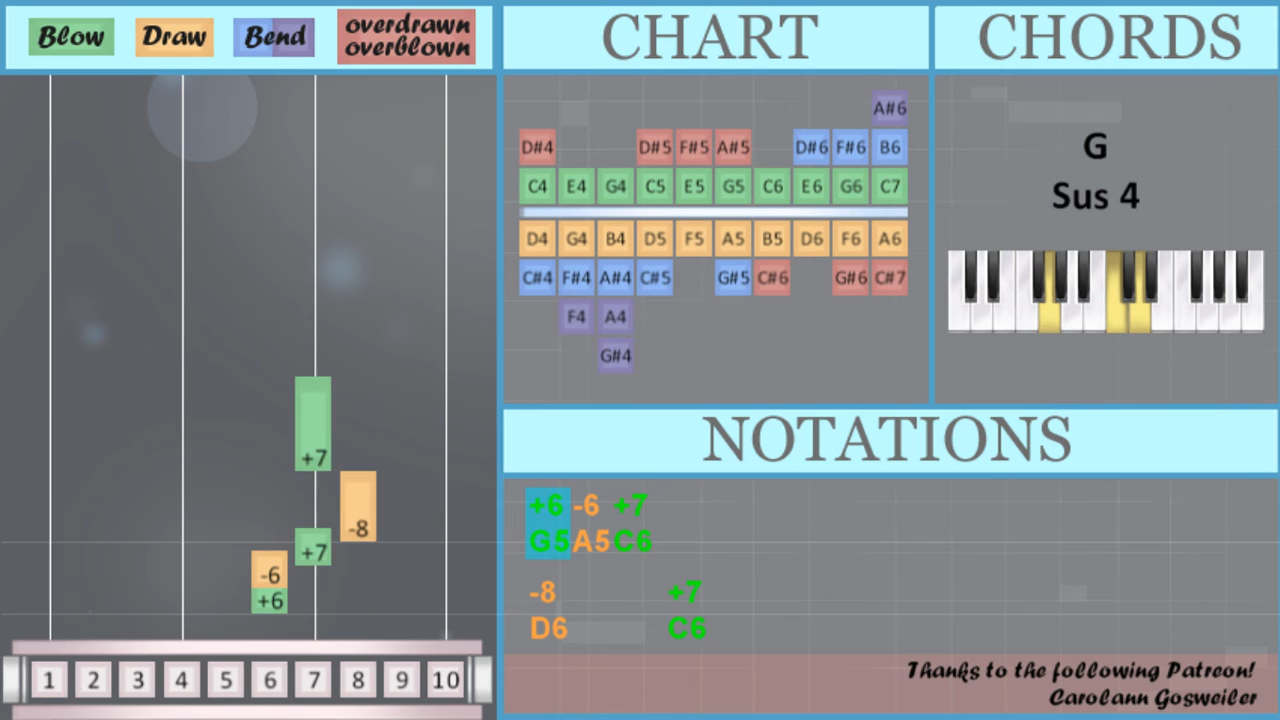 Blow Draw Bend overdrawn
overblown
CHART
CHORDS
A#6
D#4 D#5 F#5 A#5 D#6 F#6 B6
C4 E4 G4 C5 E5 G5 C6 E6 G6 C7
D4 G4 B4 D5 F5 A5 B5 D6 F6 A6
C#4 F#4 A#4 C#5 G#5 C#6 G#6 C#7
F4 A4
G#4
G
Sus 4
+7
-8
+7
-6
+6
1 2 3 4 5 6 7 8 9 10
NOTATIONS
+6 -6 +7
G5 A5 C6
-8 +7
D6 C6
Thanks to the following Patreon!
Carolann Gosweiler